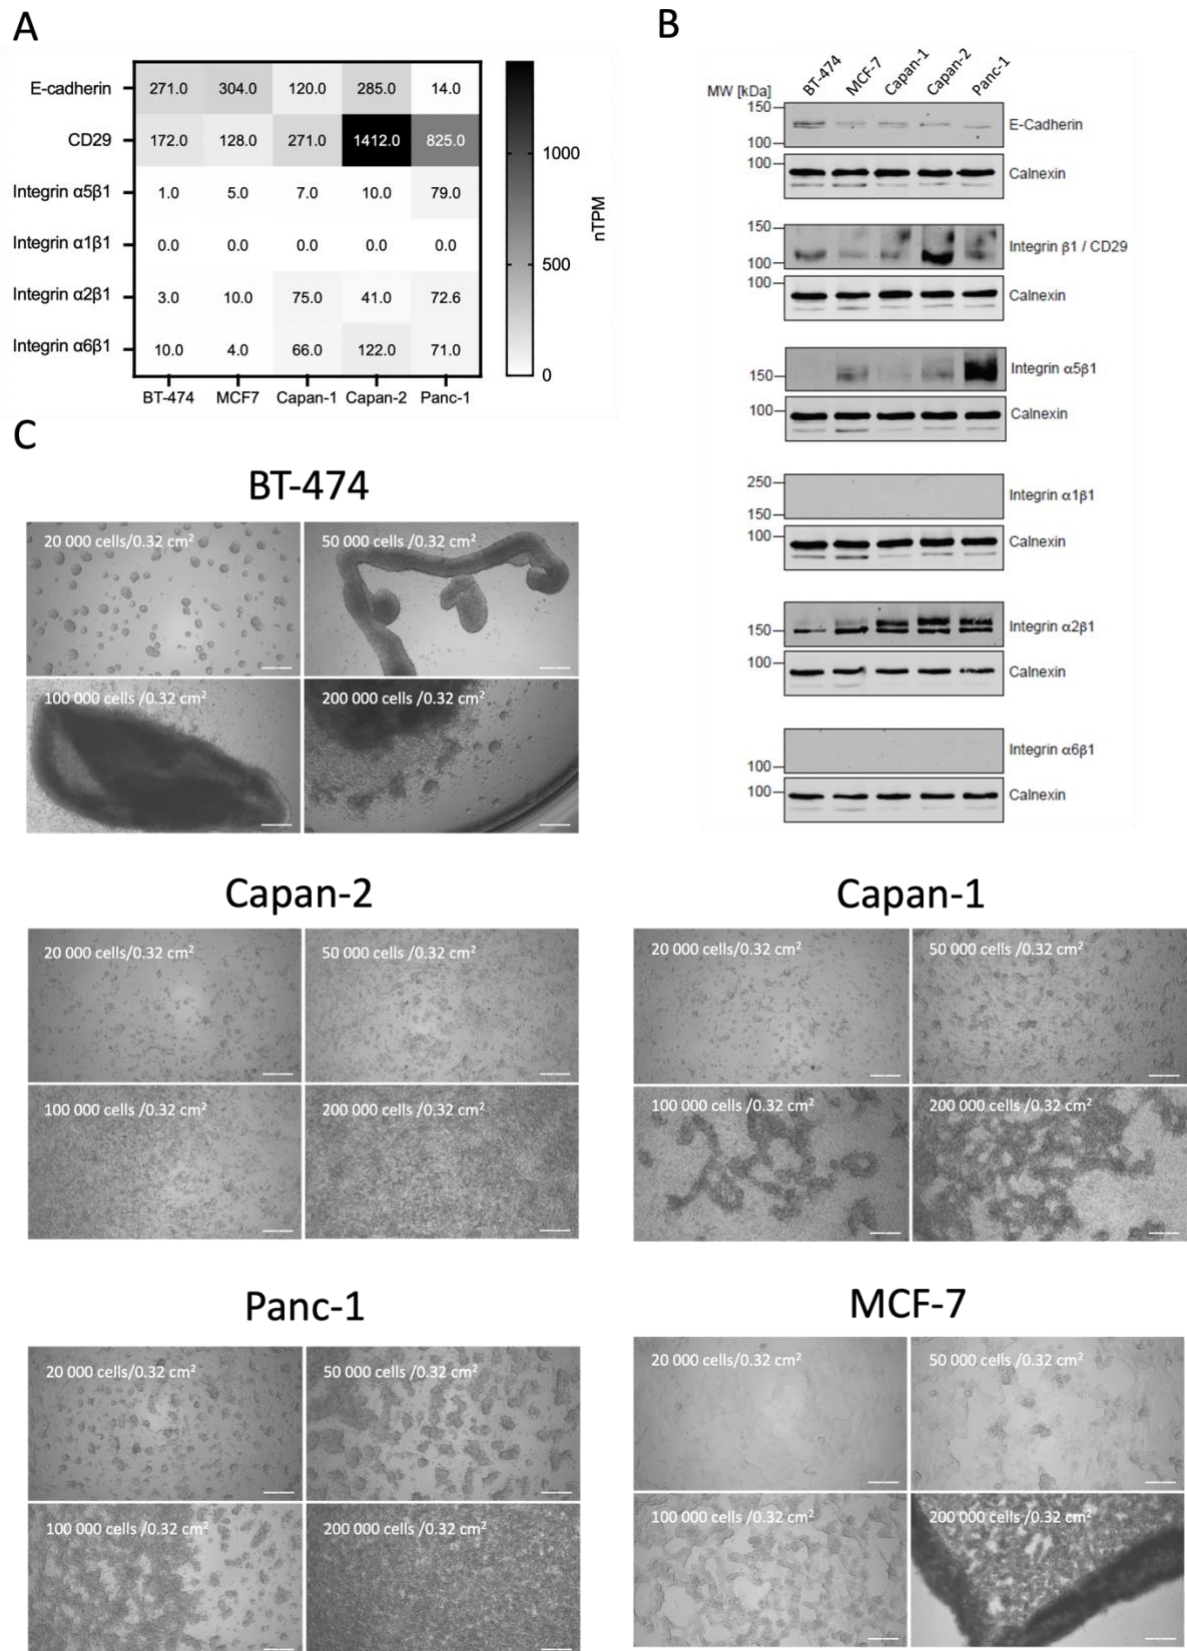 A
E-cadherin 271.0 304.0 120.0 285.0 14.0
CD29 172.0 128.0 271.0 1412.0 825.0
Integrin α5β1 1.0 5.0 7.0 10.0 79.0
Integrin α1β1 0.0 0.0 0.0 0.0 0.0
Integrin α2β1 3.0 10.0 75.0 41.0 72.6
Integrin α6β1 10.0 4.0 66.0 122.0 71.0
BT-474 MCF7 Capan-1 Capan-2 Panc-1
1000
500
0
nTPM
B
MW [kDa] BT-474 MCF-7 Capan-1 Capan-2 Panc-1
150
E-Cadherin
100
100
Calnexin
150
Integrin β1 / CD29
100
100
Calnexin
150
Integrin α5β1
100
Calnexin
250
Integrin α1β1
150
100
Calnexin
150
Integrin α2β1
100
Calnexin
Integrin α6β1
100
100
Calnexin
C
BT-474
20 000 cells/0.32 cm²
50 000 cells /0.32 cm²
100 000 cells /0.32 cm²
200 000 cells /0.32 cm²
Capan-2
20 000 cells/0.32 cm²
50 000 cells /0.32 cm²
100 000 cells /0.32 cm²
200 000 cells /0.32 cm²
Capan-1
20 000 cells/0.32 cm²
50 000 cells /0.32 cm²
100 000 cells /0.32 cm²
200 000 cells /0.32 cm²
Panc-1
20 000 cells/0.32 cm²
50 000 cells /0.32 cm²
100 000 cells /0.32 cm²
200 000 cells /0.32 cm²
MCF-7
20 000 cells/0.32 cm²
50 000 cells /0.32 cm²
100 000 cells /0.32 cm²
200 000 cells /0.32 cm²